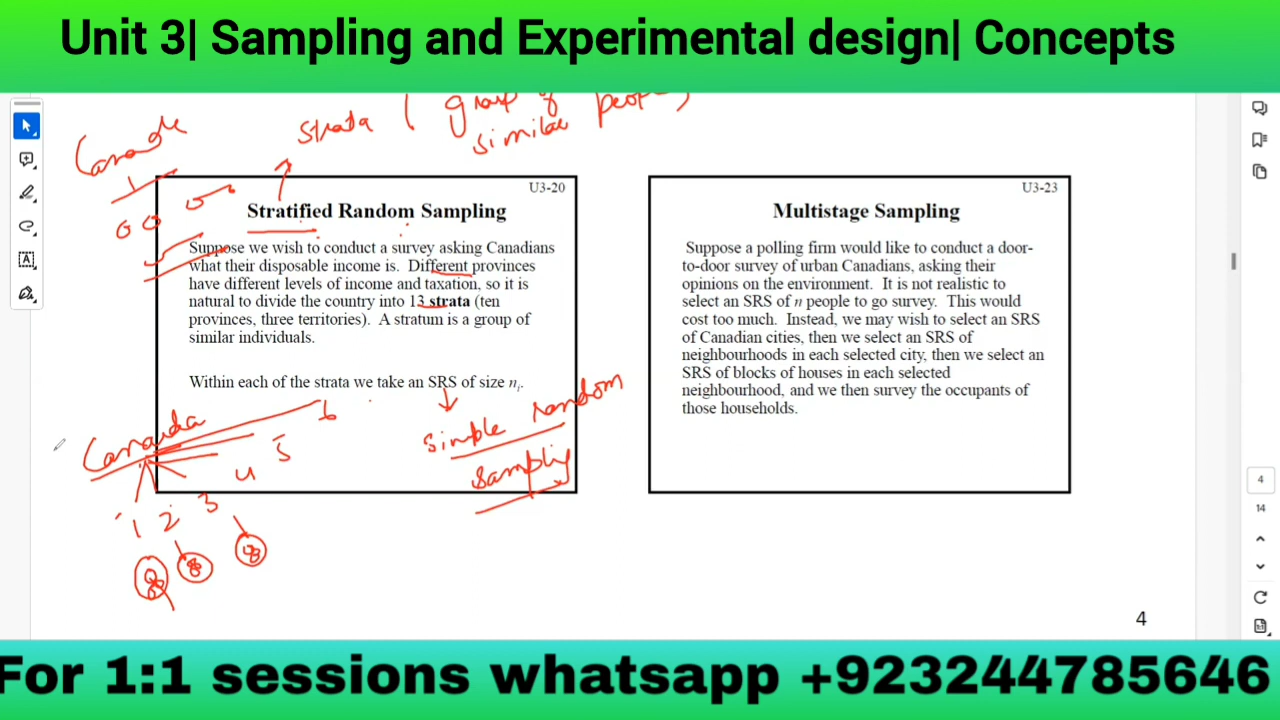 Unit 3| Sampling and Experimental design| Concepts
strata ( group of
similar people)
Canada
U3-20
Stratified Random Sampling
Suppose we wish to conduct a survey asking Canadians
what their disposable income is. Different provinces
have different levels of income and taxation, so it is
natural to divide the country into 13 strata (ten
provinces, three territories). A stratum is a group of
similar individuals.
Within each of the strata we take an SRS of size nᵢ.
Canada
1 2 3 4 5 6
simple random
sampling
U3-23
Multistage Sampling
Suppose a polling firm would like to conduct a door-
to-door survey of urban Canadians, asking their
opinions on the environment. It is not realistic to
select an SRS of n people to go survey. This would
cost too much. Instead, we may wish to select an SRS
of Canadian cities, then we select an SRS of
neighbourhoods in each selected city, then we select an
SRS of blocks of houses in each selected
neighbourhood, and we then survey the occupants of
those households.
4
4
14
For 1:1 sessions whatsapp +923244785646